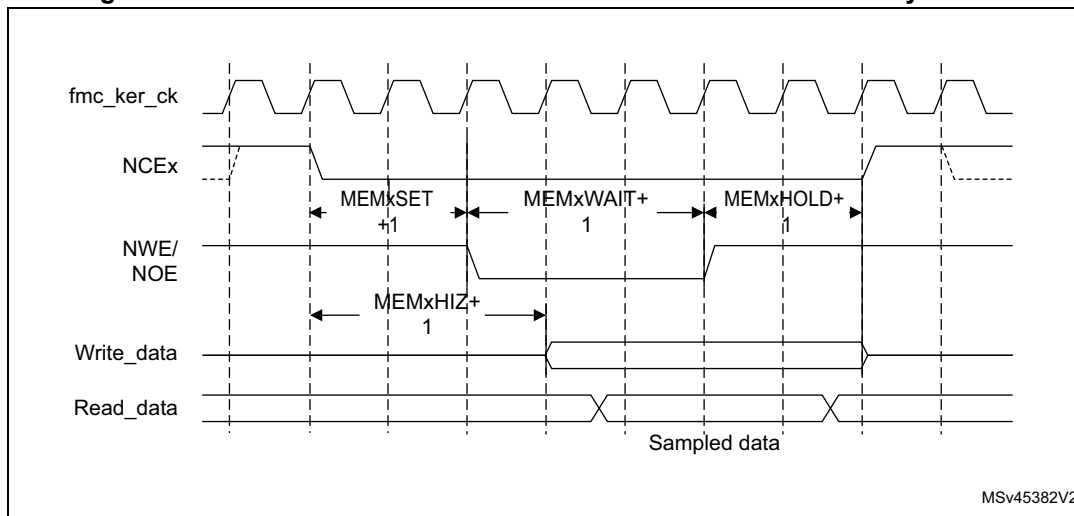 fmc_ker_ck
NCEx
MEMxSET
+1
MEMxWAIT+
1
MEMxHOLD+
1
NWE/
NOE
MEMxHIZ+
1
Write_data
Read_data
Sampled data
MSv45382V2